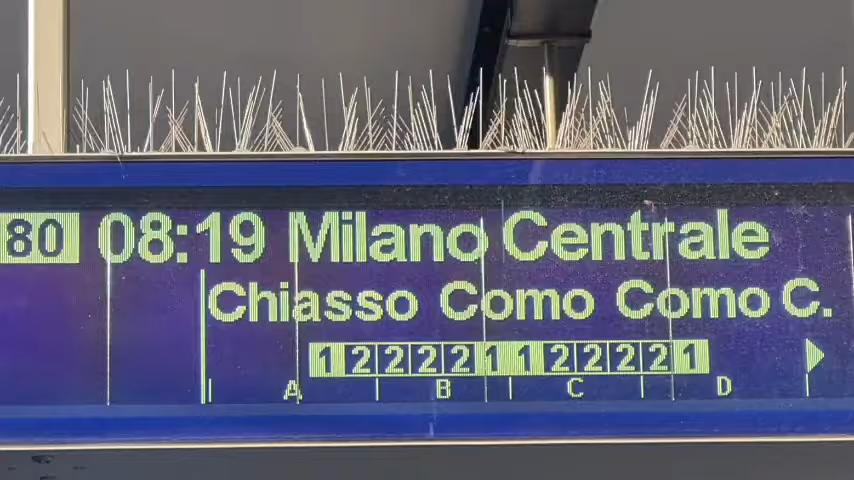 80 08:19 Milano Centrale
Chiasso Como Como C.
1 2 2 2 2 1 1 2 2 2 2 1
A B C D